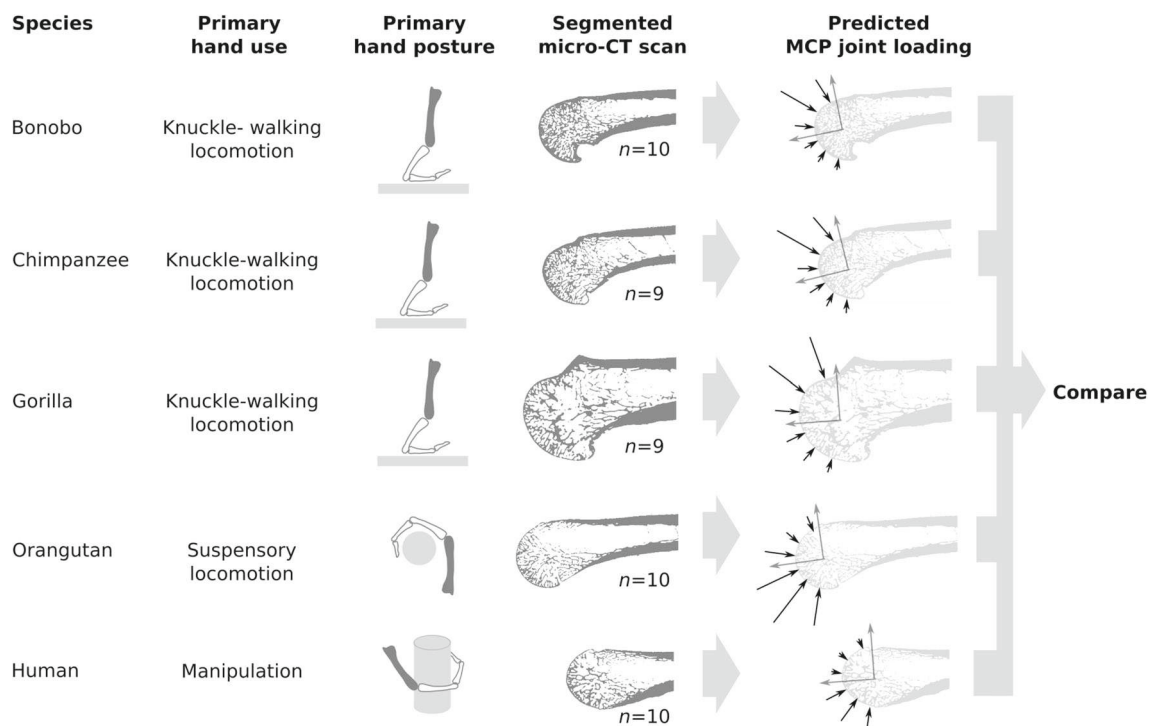 Species
Primary
hand use
Primary
hand posture
Segmented
micro-CT scan
Predicted
MCP joint loading
Bonobo
Knuckle- walking
locomotion
n=10
Chimpanzee
Knuckle-walking
locomotion
n=9
Gorilla
Knuckle-walking
locomotion
n=9
Compare
Orangutan
Suspensory
locomotion
n=10
Human
Manipulation
n=10